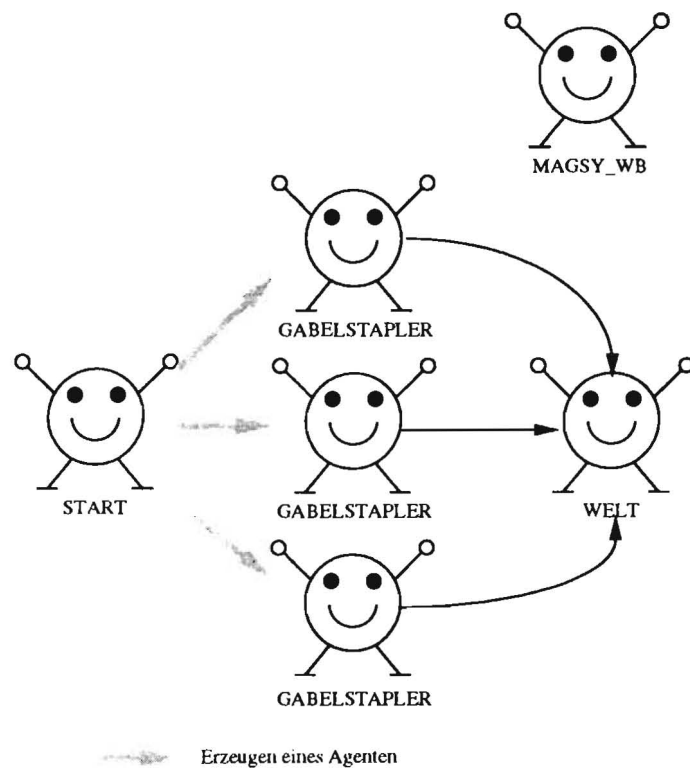 MAGSY_WB
GABELSTAPLER
START
GABELSTAPLER
WELT
GABELSTAPLER
Erzeugen eines Agenten